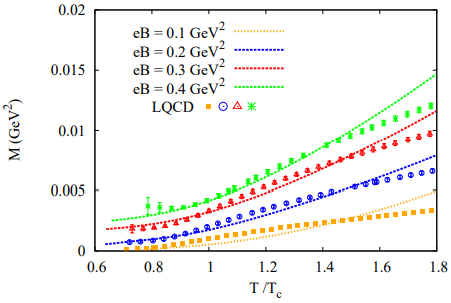 0.02
0.015
0.01
0.005
0
M (GeV²)
eB = 0.1 GeV²
eB = 0.2 GeV²
eB = 0.3 GeV²
eB = 0.4 GeV²
LQCD
0.6 0.8 1 1.2 1.4 1.6 1.8
T /Tc